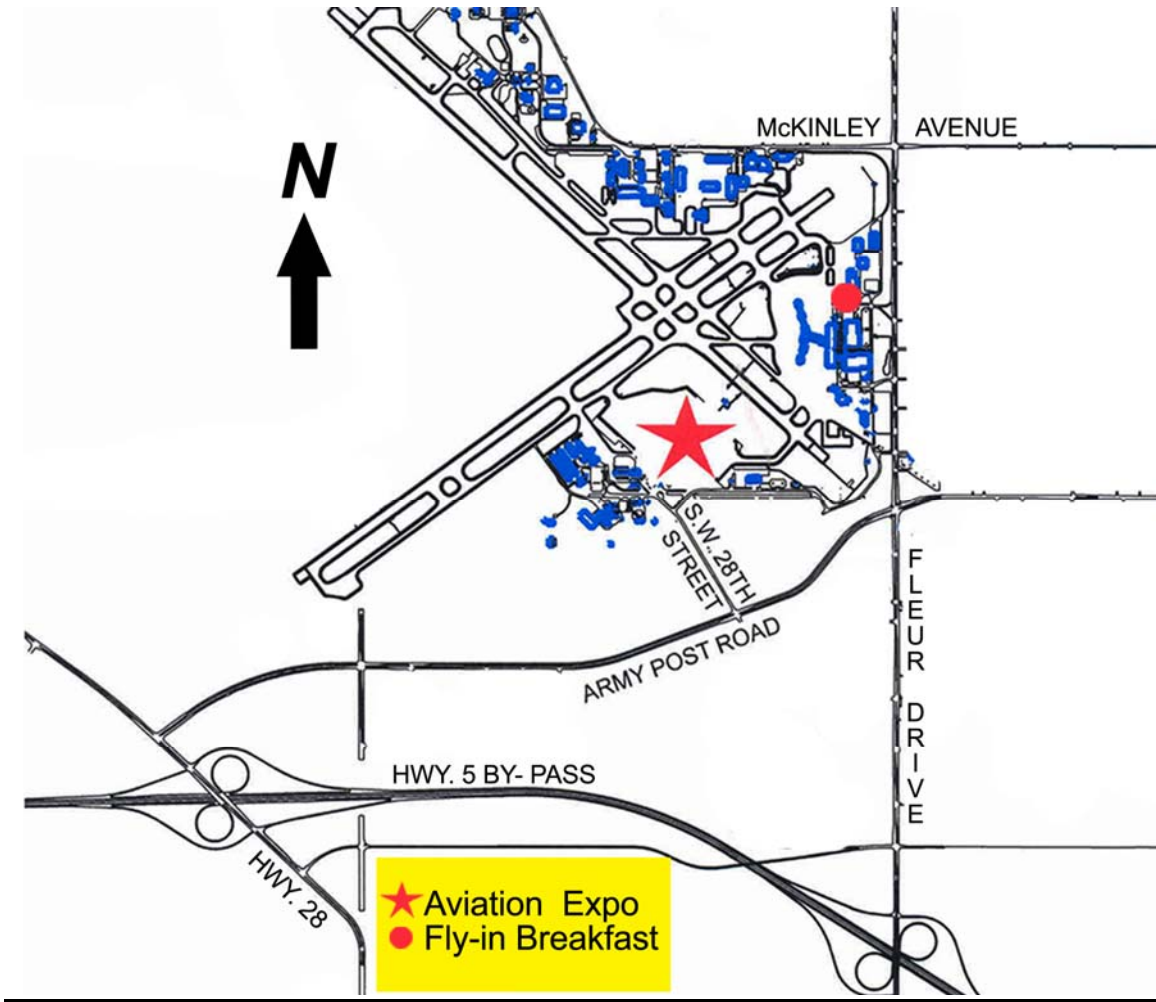 McKINLEY AVENUE
N
S.W. 28TH
STREET
FLEUR DRIVE
ARMY POST ROAD
HWY. 5 BY- PASS
HWY. 28
Aviation Expo
Fly-in Breakfast